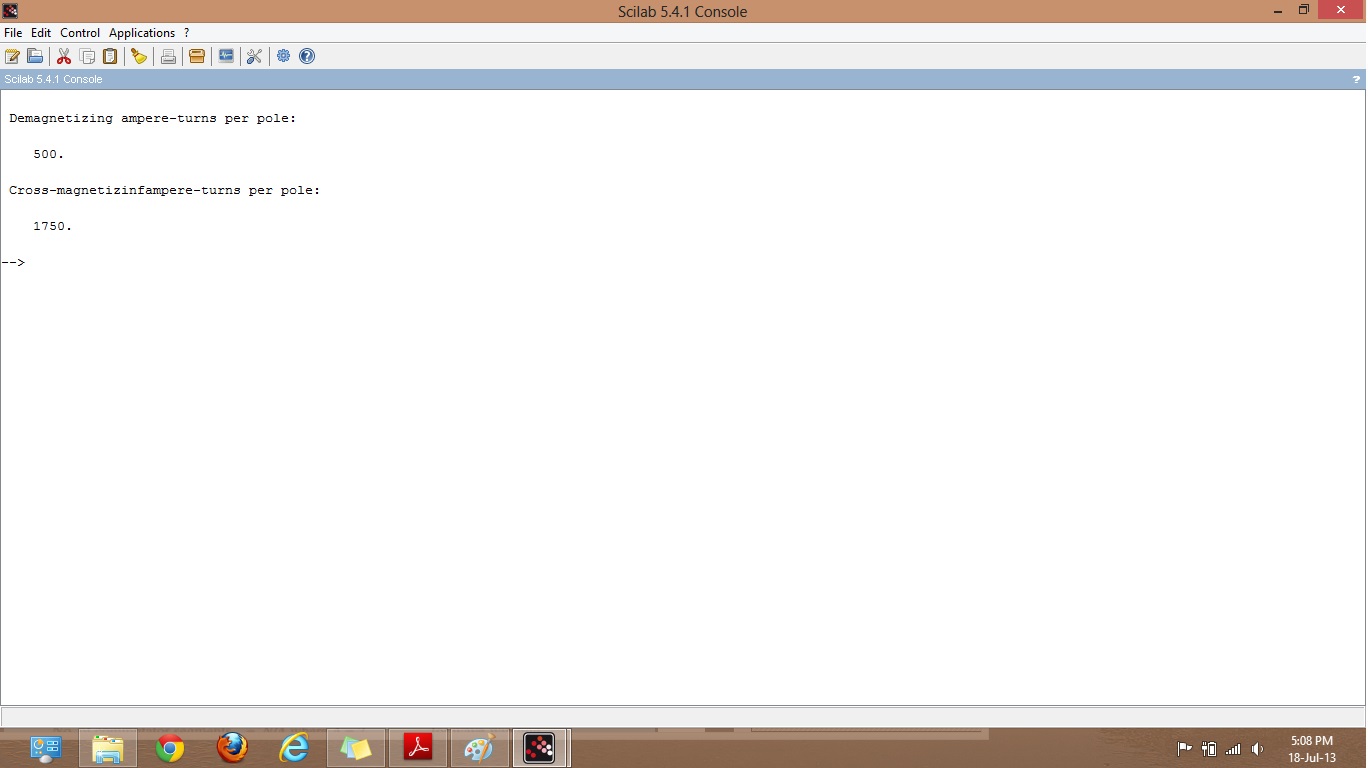 Scilab 5.4.1 Console
File Edit Control Applications ?
Scilab 5.4.1 Console ?
Demagnetizing ampere-turns per pole:
500.
Cross-magnetizinfampere-turns per pole:
1750.
-->
5:08 PM
18-Jul-13